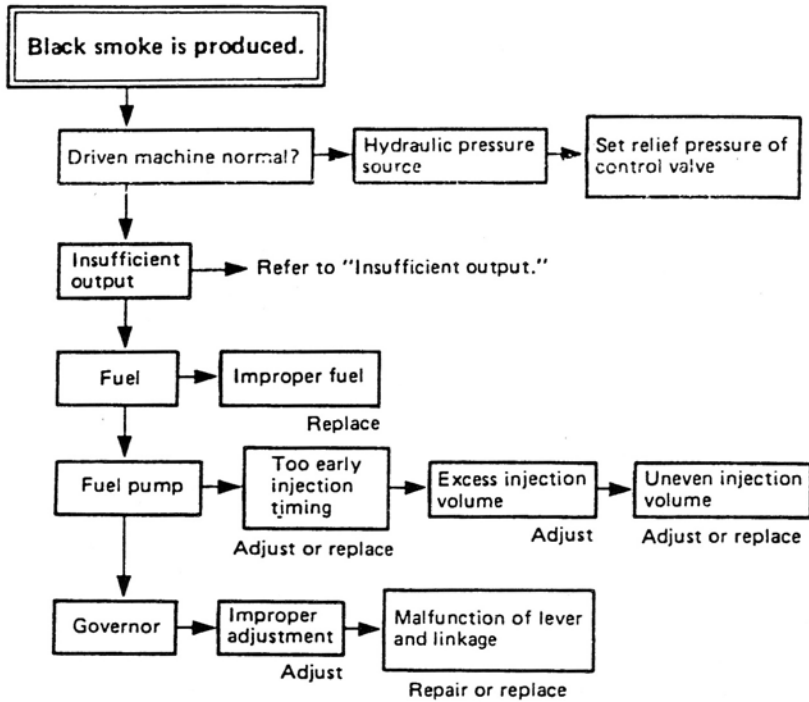 Black smoke is produced.
Driven machine normal?
Hydraulic pressure
source
Set relief pressure of
control valve
Insufficient
output
Refer to "Insufficient output."
Fuel
Improper fuel
Replace
Fuel pump
Too early
injection
timing
Adjust or replace
Excess injection
volume
Adjust
Uneven injection
volume
Adjust or replace
Governor
Improper
adjustment
Adjust
Malfunction of lever
and linkage
Repair or replace